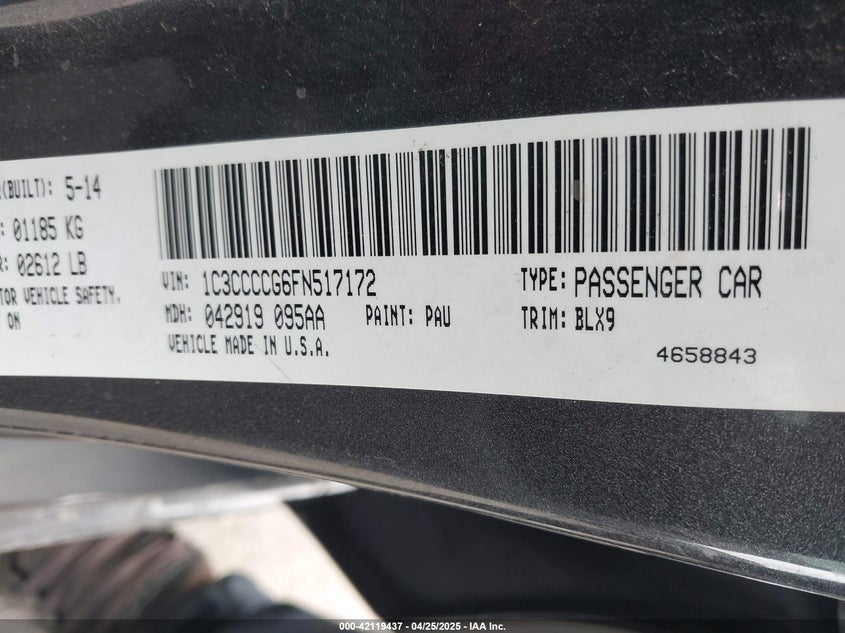 (BUILT): 5-14
: 01185 KG
R: 02612 LB
TOR VEHICLE SAFETY.
ON
VIN: 1C3CCCCG6FN517172
TYPE: PASSENGER CAR
MDH: 042919 095AA
PAINT: PAU
TRIM: BLX9
VEHICLE MADE IN U.S.A.
4658843
000-42119437 - 04/25/2025 - IAA Inc.